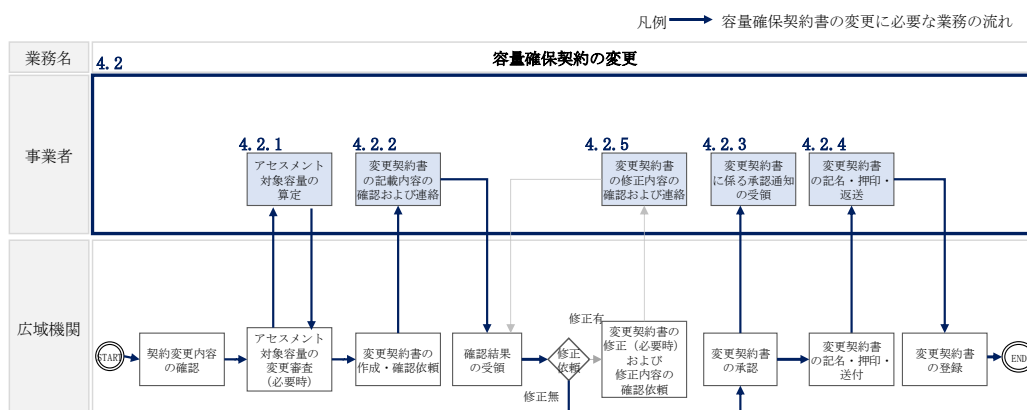 凡例 容量確保契約書の変更に必要な業務の流れ
業務名
4.2
容量確保契約の変更
事業者
4.2.1
アセスメント
対象容量の
算定
4.2.2
変更契約書
の記載内容の
確認および連絡
4.2.5
変更契約書
の修正内容の
確認および連絡
4.2.3
変更契約書
に係る承認通知
の受領
4.2.4
変更契約書
の記名・押印・
返送
広域機関
START
契約変更内容
の確認
アセスメント
対象容量の
変更審査
(必要時)
変更契約書の
作成・確認依頼
確認結果
の受領
修正
依頼
修正有
修正無
変更契約書の
修正（必要時）
および
修正内容の
確認依頼
変更契約書
の承認
変更契約書
の記名・押印・
送付
変更契約書
の登録
END